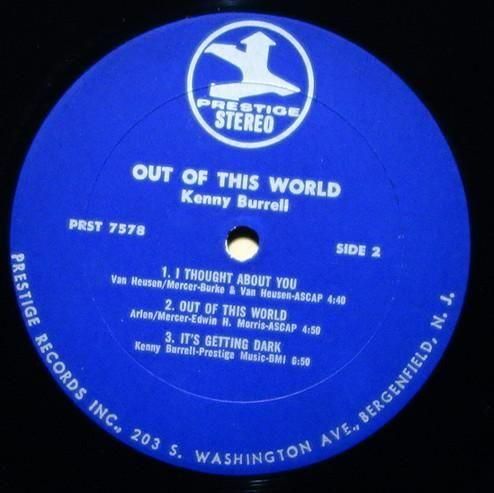 PRESTIGE
STEREO
OUT OF THIS WORLD
Kenny Burrell
PRST 7578
SIDE 2
1. I THOUGHT ABOUT YOU
Van Heusen/Mercer-Burke & Van Heusen-ASCAP 4:40
2. OUT OF THIS WORLD
Arlen/Mercer-Edwin H. Morris-ASCAP 4:50
3. IT'S GETTING DARK
Kenny Burrell-Prestige Music-BMI 6:50
PRESTIGE RECORDS INC., 203 S. WASHINGTON AVE., BERGENFIELD, N. J.